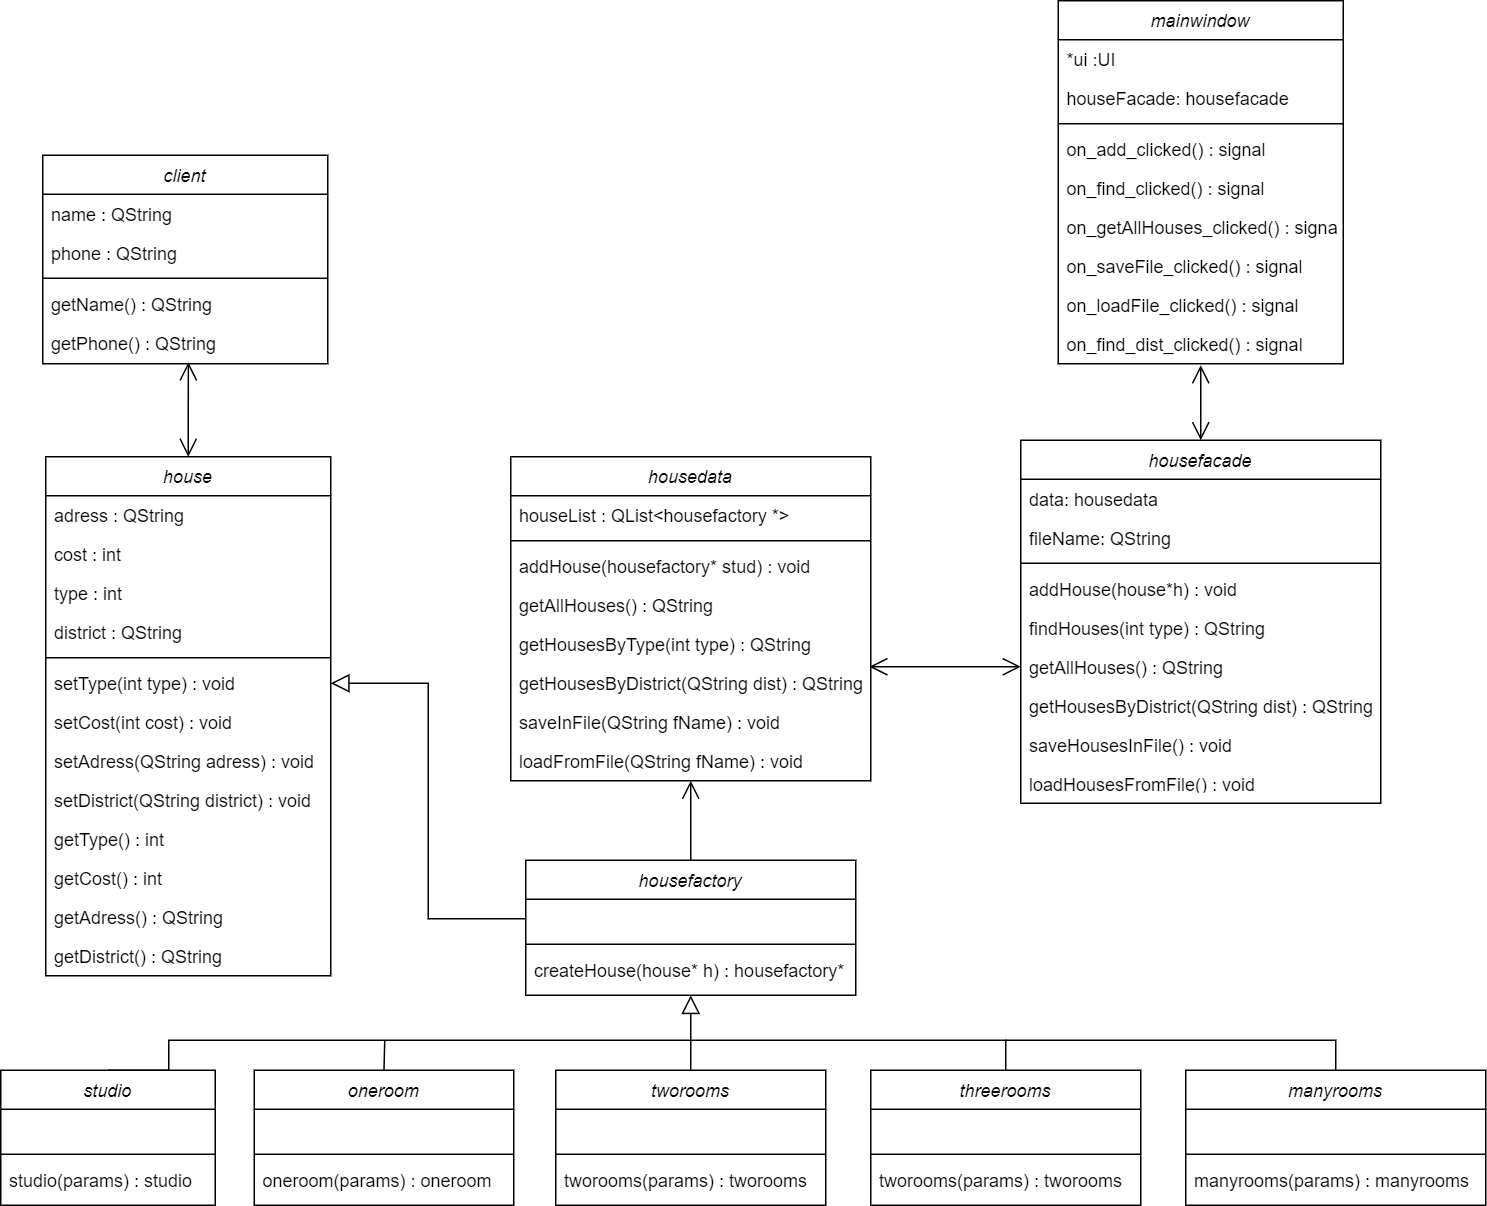 mainwindow
*ui :UI
houseFacade: housefacade
on_add_clicked() : signal
on_find_clicked() : signal
on_getAllHouses_clicked() : signa
on_saveFile_clicked() : signal
on_loadFile_clicked() : signal
on_find_dist_clicked() : signal
client
name : QString
phone : QString
getName() : QString
getPhone() : QString
house
adress : QString
cost : int
type : int
district : QString
setType(int type) : void
setCost(int cost) : void
setAdress(QString adress) : void
setDistrict(QString district) : void
getType() : int
getCost() : int
getAdress() : QString
getDistrict() : QString
housedata
houseList : QList<housefactory *>
addHouse(housefactory* stud) : void
getAllHouses() : QString
getHousesByType(int type) : QString
getHousesByDistrict(QString dist) : QString
saveInFile(QString fName) : void
loadFromFile(QString fName) : void
housefacade
data: housedata
fileName: QString
addHouse(house*h) : void
findHouses(int type) : QString
getAllHouses() : QString
getHousesByDistrict(QString dist) : QString
saveHousesInFile() : void
loadHousesFromFile() : void
housefactory
createHouse(house* h) : housefactory*
studio
studio(params) : studio
oneroom
oneroom(params) : oneroom
tworooms
tworooms(params) : tworooms
threerooms
tworooms(params) : tworooms
manyrooms
manyrooms(params) : manyrooms